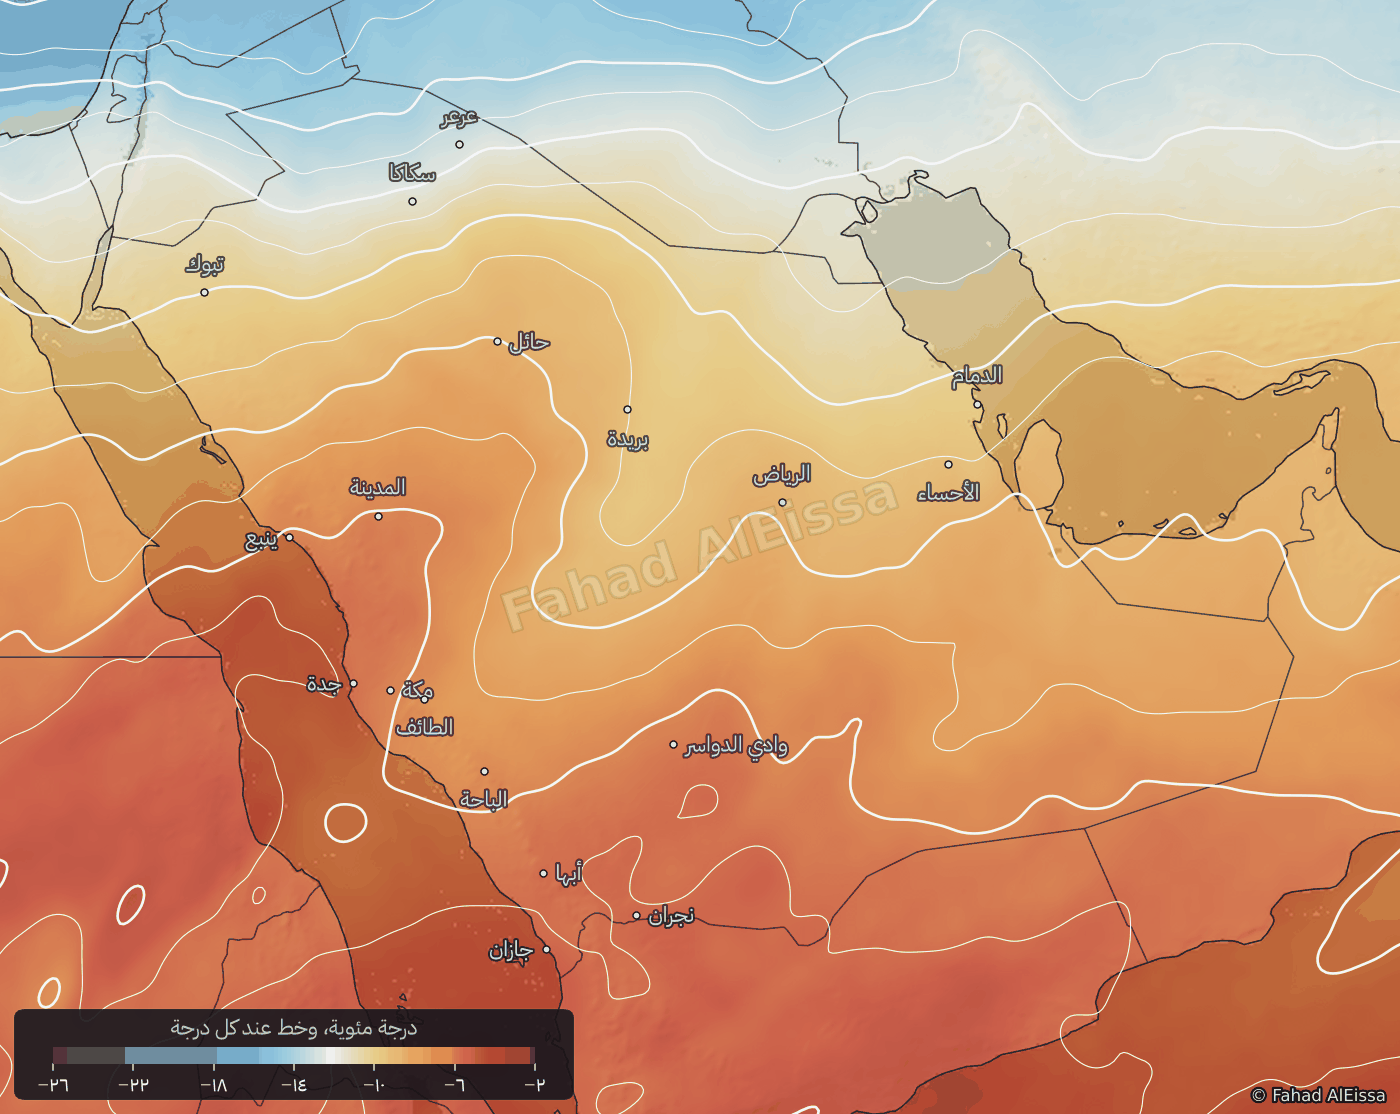 عرعر
سكاكا
تبوك
حائل
الدمام
بريدة
الرياض
الأحساء
المدينة
ينبع
Fahad AlEissa
جدة
مكة
الطائف
وادي الدواسر
الباحة
أبها
نجران
جازان
درجة مئوية، وخط عند كل درجة
−٢٦ −٢٢ −١٨ −١٤ −١٠ −٦ −٢
© Fahad AlEissa